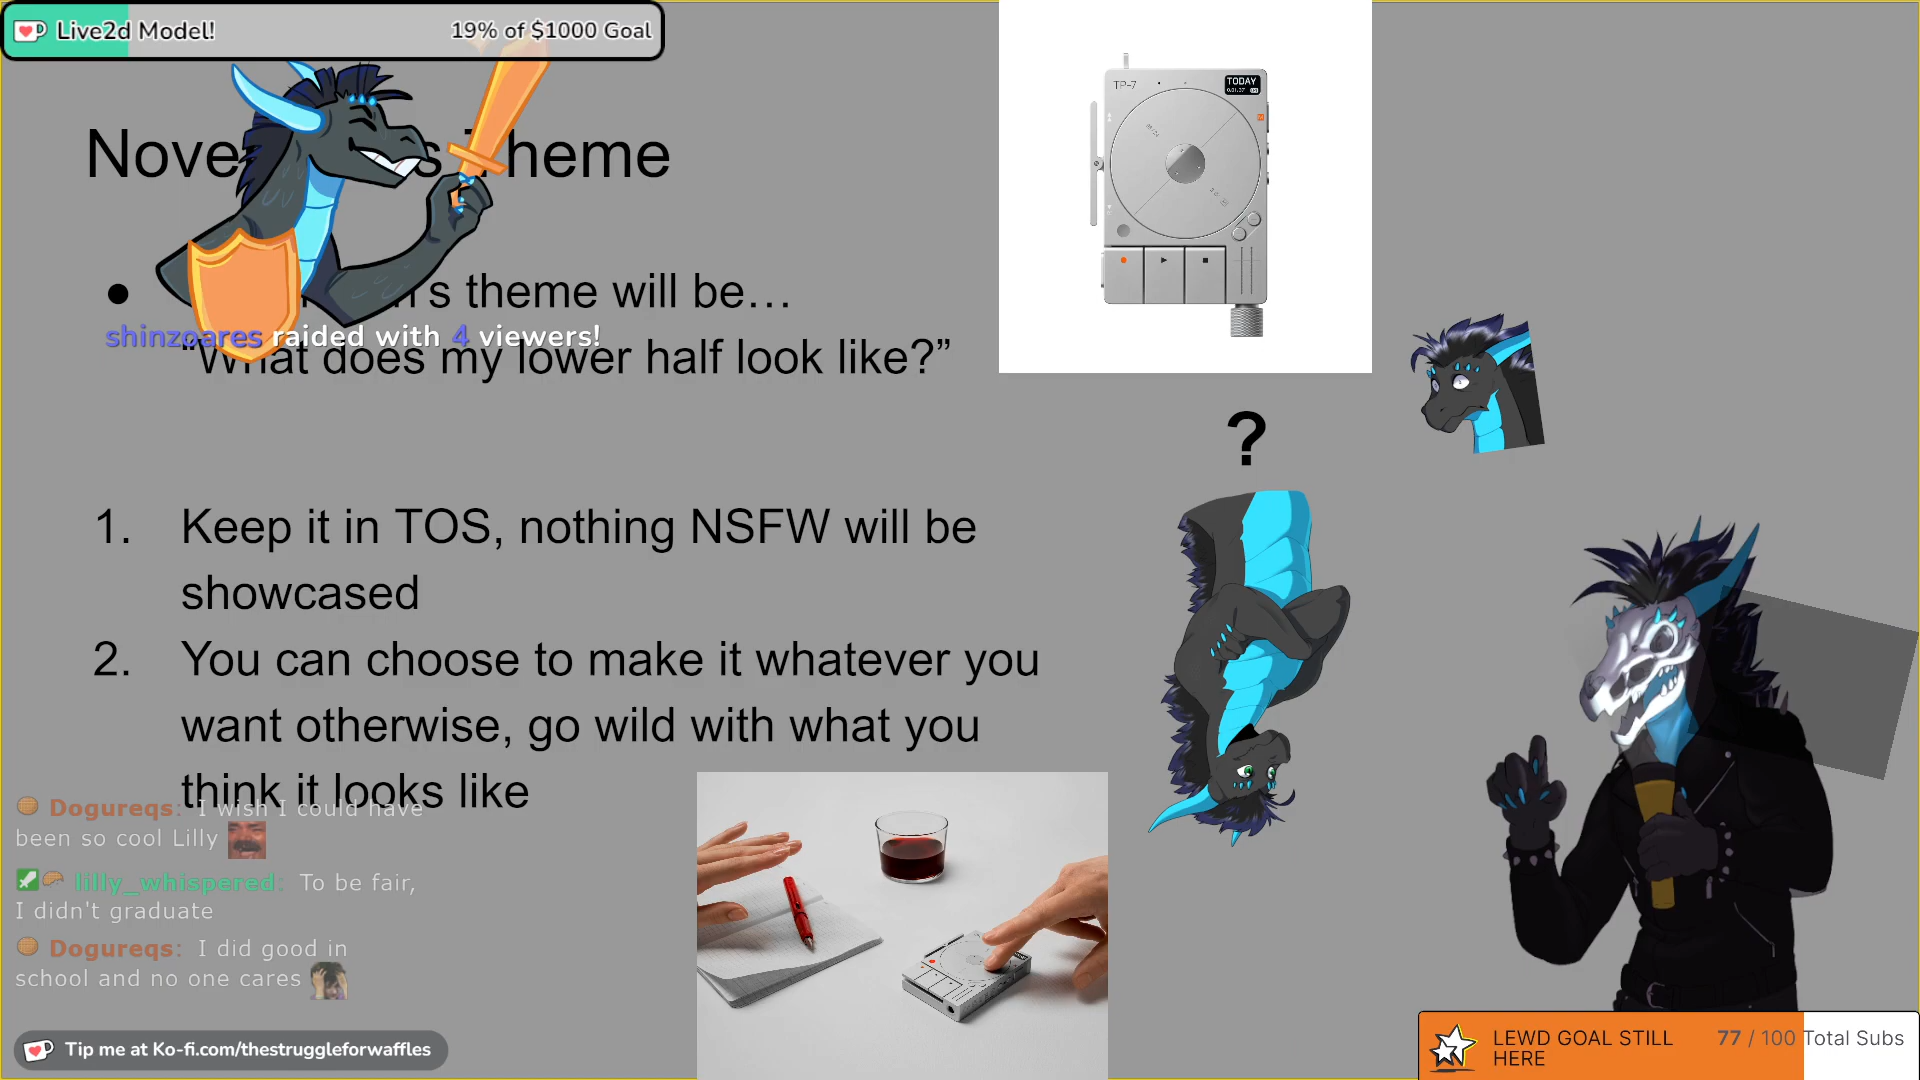 Live2d Model!
19% of $1000 Goal
TP-7
TODAY
Nove s Theme
's theme will be…
shinzoares raided with 4 viewers!
"What does my lower half look like?"
?
1. Keep it in TOS, nothing NSFW will be
showcased
2. You can choose to make it whatever you
want otherwise, go wild with what you
think it looks like
Dogureqs: I wish I could have
been so cool Lilly
lilly_whispered: To be fair,
I didn't graduate
Dogureqs: I did good in
school and no one cares
Tip me at Ko-fi.com/thestruggleforwaffles
LEWD GOAL STILL
HERE
77 / 100 Total Subs